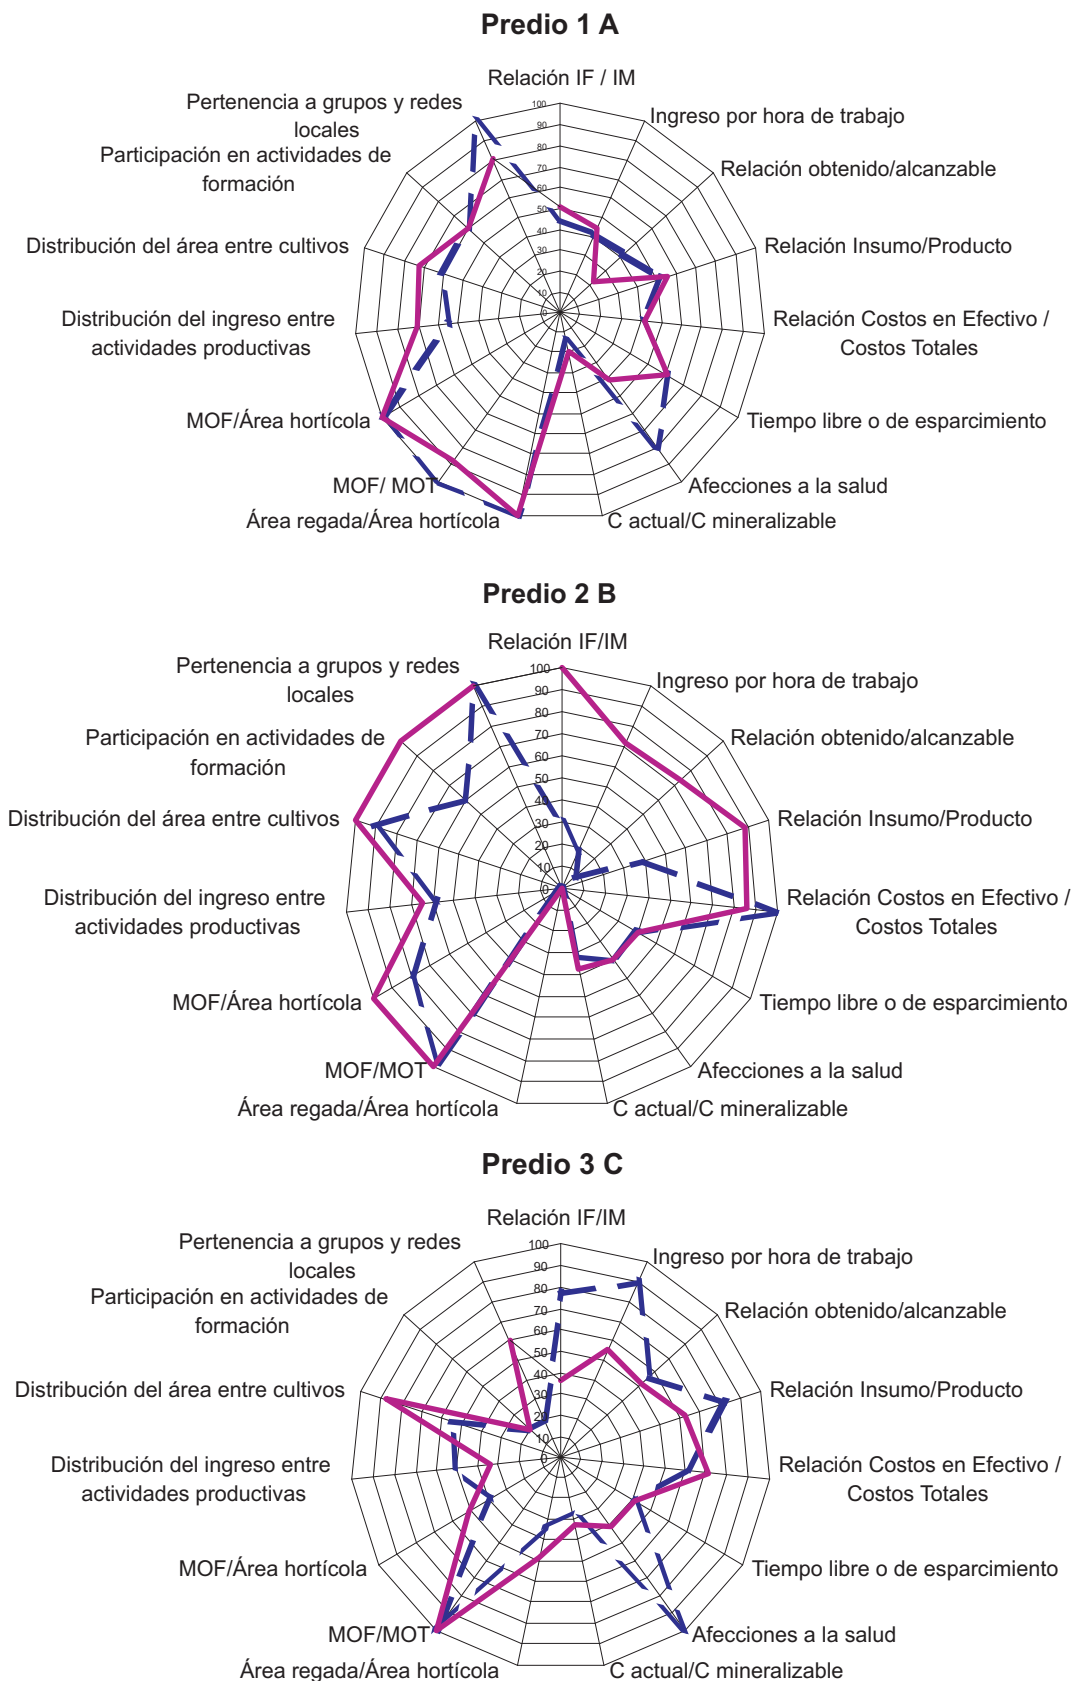 Predio 1 A
Relación IF / IM
Pertenencia a grupos y redes
locales
Ingreso por hora de trabajo
Participación en actividades de
formación
Relación obtenido/alcanzable
Distribución del área entre cultivos
Relación Insumo/Producto
Distribución del ingreso entre
actividades productivas
Relación Costos en Efectivo /
Costos Totales
MOF/Área hortícola
Tiempo libre o de esparcimiento
MOF/ MOT
Afecciones a la salud
Área regada/Área hortícola
C actual/C mineralizable
100
90
80
70
60
50
40
30
20
10
0
Predio 2 B
Relación IF/IM
Pertenencia a grupos y redes
locales
Ingreso por hora de trabajo
Participación en actividades de
formación
Relación obtenido/alcanzable
Distribución del área entre cultivos
Relación Insumo/Producto
Distribución del ingreso entre
actividades productivas
Relación Costos en Efectivo /
Costos Totales
MOF/Área hortícola
Tiempo libre o de esparcimiento
MOF/MOT
Afecciones a la salud
Área regada/Área hortícola
C actual/C mineralizable
100
90
80
70
60
50
40
30
20
10
0
Predio 3 C
Relación IF/IM
Pertenencia a grupos y redes
locales
Ingreso por hora de trabajo
Participación en actividades de
formación
Relación obtenido/alcanzable
Distribución del área entre cultivos
Relación Insumo/Producto
Distribución del ingreso entre
actividades productivas
Relación Costos en Efectivo /
Costos Totales
MOF/Área hortícola
Tiempo libre o de esparcimiento
MOF/MOT
Afecciones a la salud
Área regada/Área hortícola
C actual/C mineralizable
100
90
80
70
60
50
40
30
20
10
0